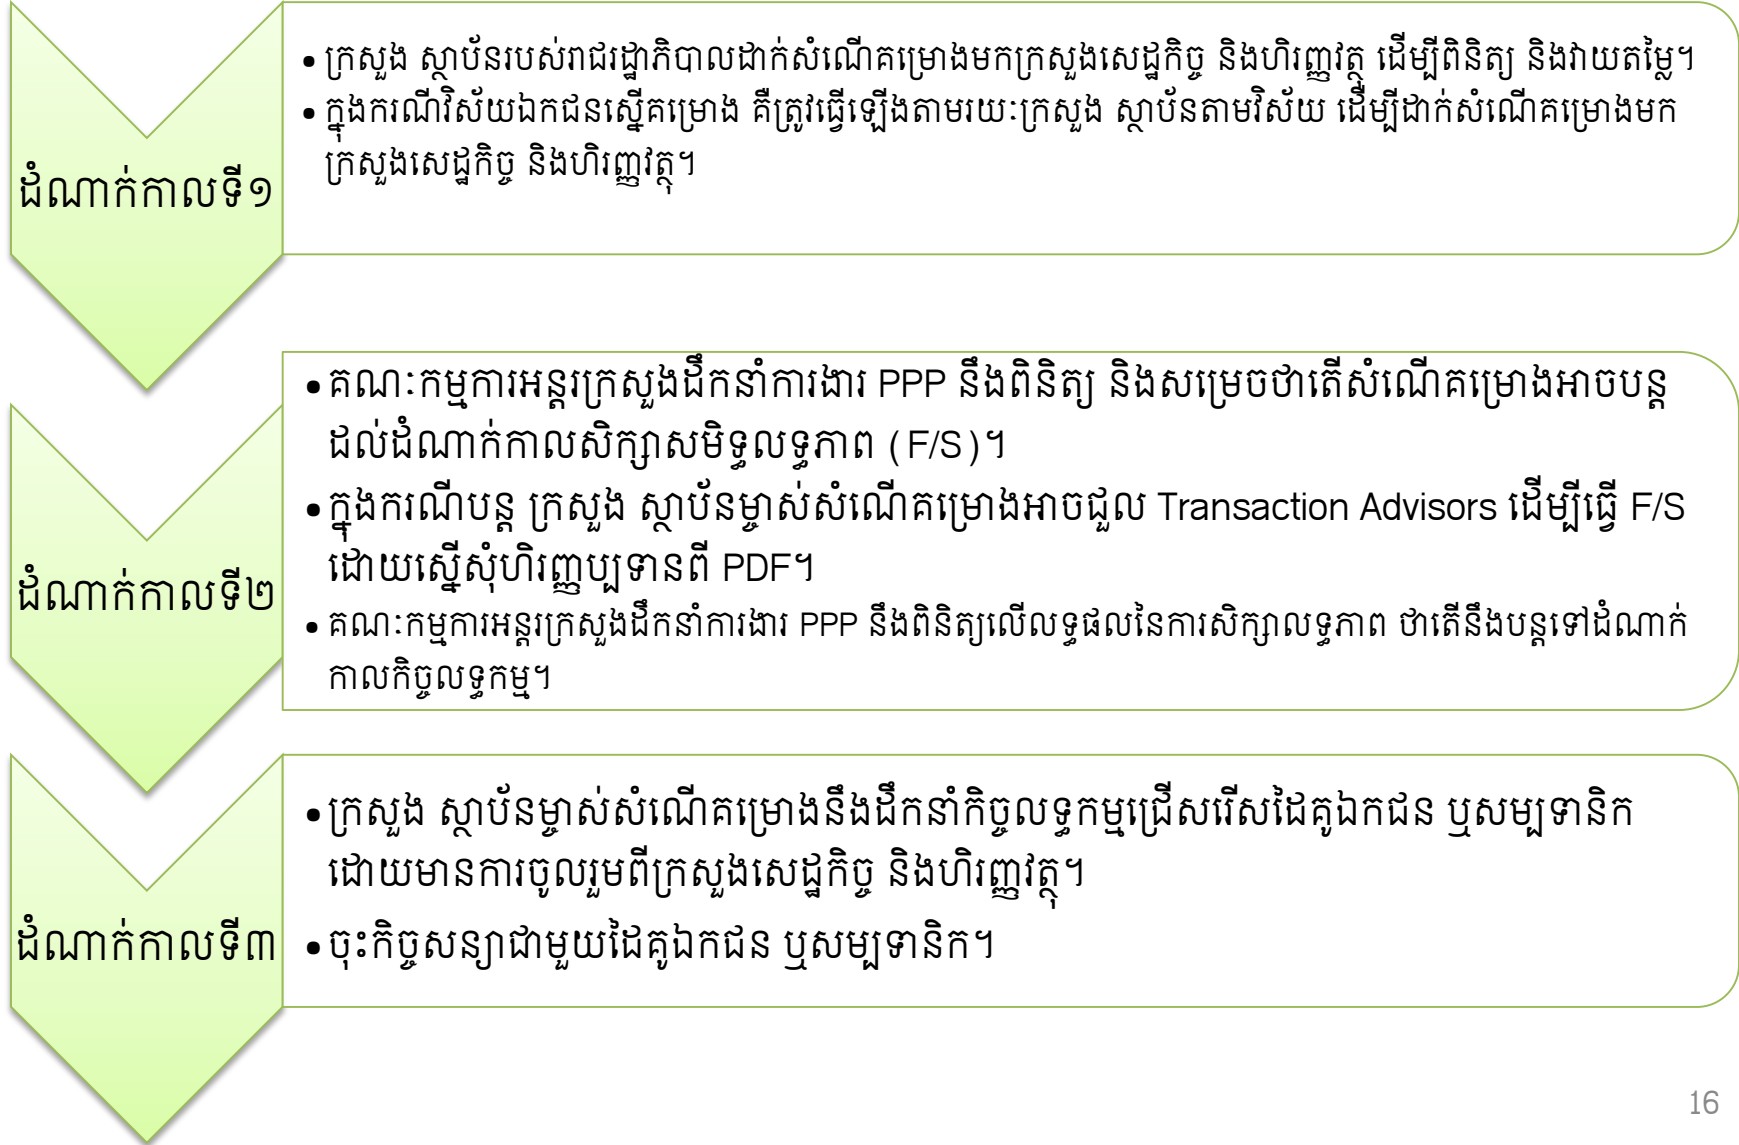 • ក្រសួង ស្ថាប័នរបស់រាជរដ្ឋាភិបាលដាក់សំណើគម្រោងមកក្រសួងសេដ្ឋកិច្ច និងហិរញ្ញវត្ថុ ដើម្បីពិនិត្យ និងវាយតម្លៃ។
• ក្នុងករណីវិស័យឯកជនស្នើគម្រោង គឺត្រូវធ្វើឡើងតាមរយៈក្រសួង ស្ថាប័នតាមវិស័យ ដើម្បីដាក់សំណើគម្រោងមក
ក្រសួងសេដ្ឋកិច្ច និងហិរញ្ញវត្ថុ។
ដំណាក់កាលទី១
• គណៈកម្មការអន្តរក្រសួងដឹកនាំការងារ PPP នឹងពិនិត្យ និងសម្រេចថាតើសំណើគម្រោងអាចបន្ត
ដល់ដំណាក់កាលសិក្សាសមិទ្ធលទ្ធភាព (F/S)។
• ក្នុងករណីបន្ត ក្រសួង ស្ថាប័នម្ចាស់សំណើគម្រោងអាចជួល Transaction Advisors ដើម្បីធ្វើ F/S
ដោយស្នើសុំហិរញ្ញប្បទានពី PDF។
ដំណាក់កាលទី២
• គណៈកម្មការអន្តរក្រសួងដឹកនាំការងារ PPP នឹងពិនិត្យលើលទ្ធផលនៃការសិក្សាលទ្ធភាព ថាតើនឹងបន្តទៅដំណាក់
កាលកិច្ចលទ្ធកម្ម។
• ក្រសួង ស្ថាប័នម្ចាស់សំណើគម្រោងនឹងដឹកនាំកិច្ចលទ្ធកម្មជ្រើសរើសដៃគូឯកជន ឬសម្បទានិក
ដោយមានការចូលរួមពីក្រសួងសេដ្ឋកិច្ច និងហិរញ្ញវត្ថុ។
ដំណាក់កាលទី៣
• ចុះកិច្ចសន្យាជាមួយដៃគូឯកជន ឬសម្បទានិក។
16